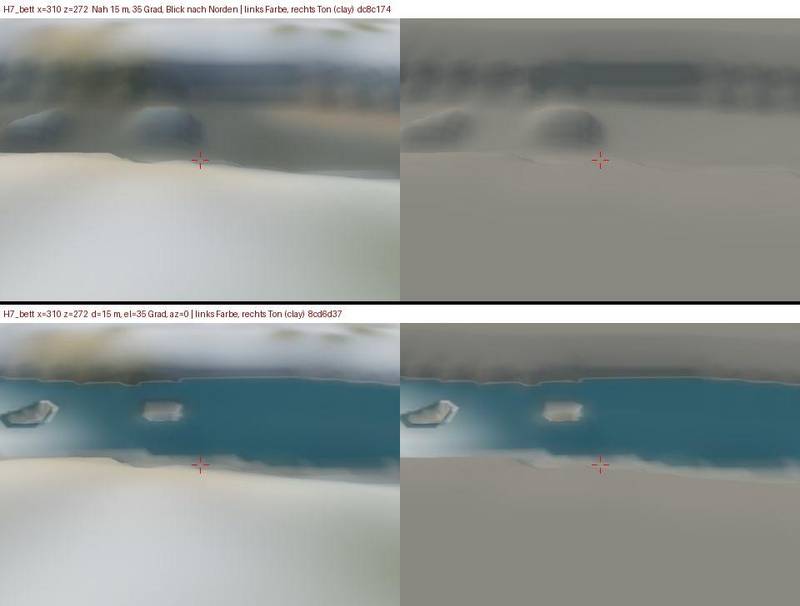 H7_bett x=310 z=272 Nah 15 m, 35 Grad, Blick nach Norden | links Farbe, rechts Ton (clay) dc8c174
H7_bett x=310 z=272 d=15 m, el=35 Grad, az=0 | links Farbe, rechts Ton (clay) 8cd6d37